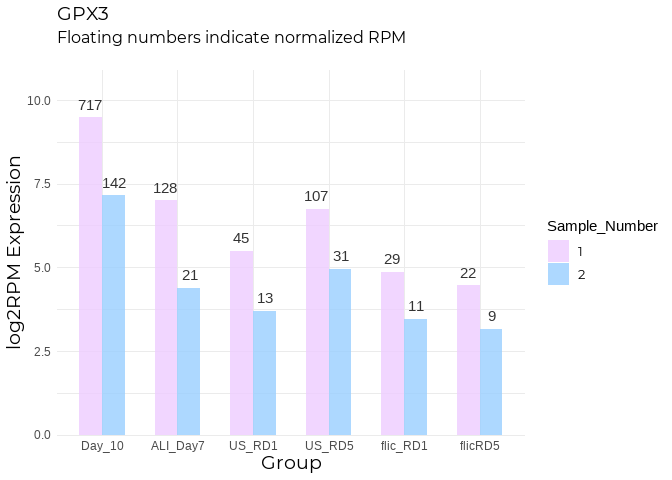 GPX3
Floating numbers indicate normalized RPM
log2RPM Expression
10.0
7.5
5.0
2.5
0.0
717
142
128
21
45
13
107
31
29
11
22
9
Day_10
ALI_Day7
US_RD1
US_RD5
flic_RD1
flicRD5
Group
Sample_Number
1
2